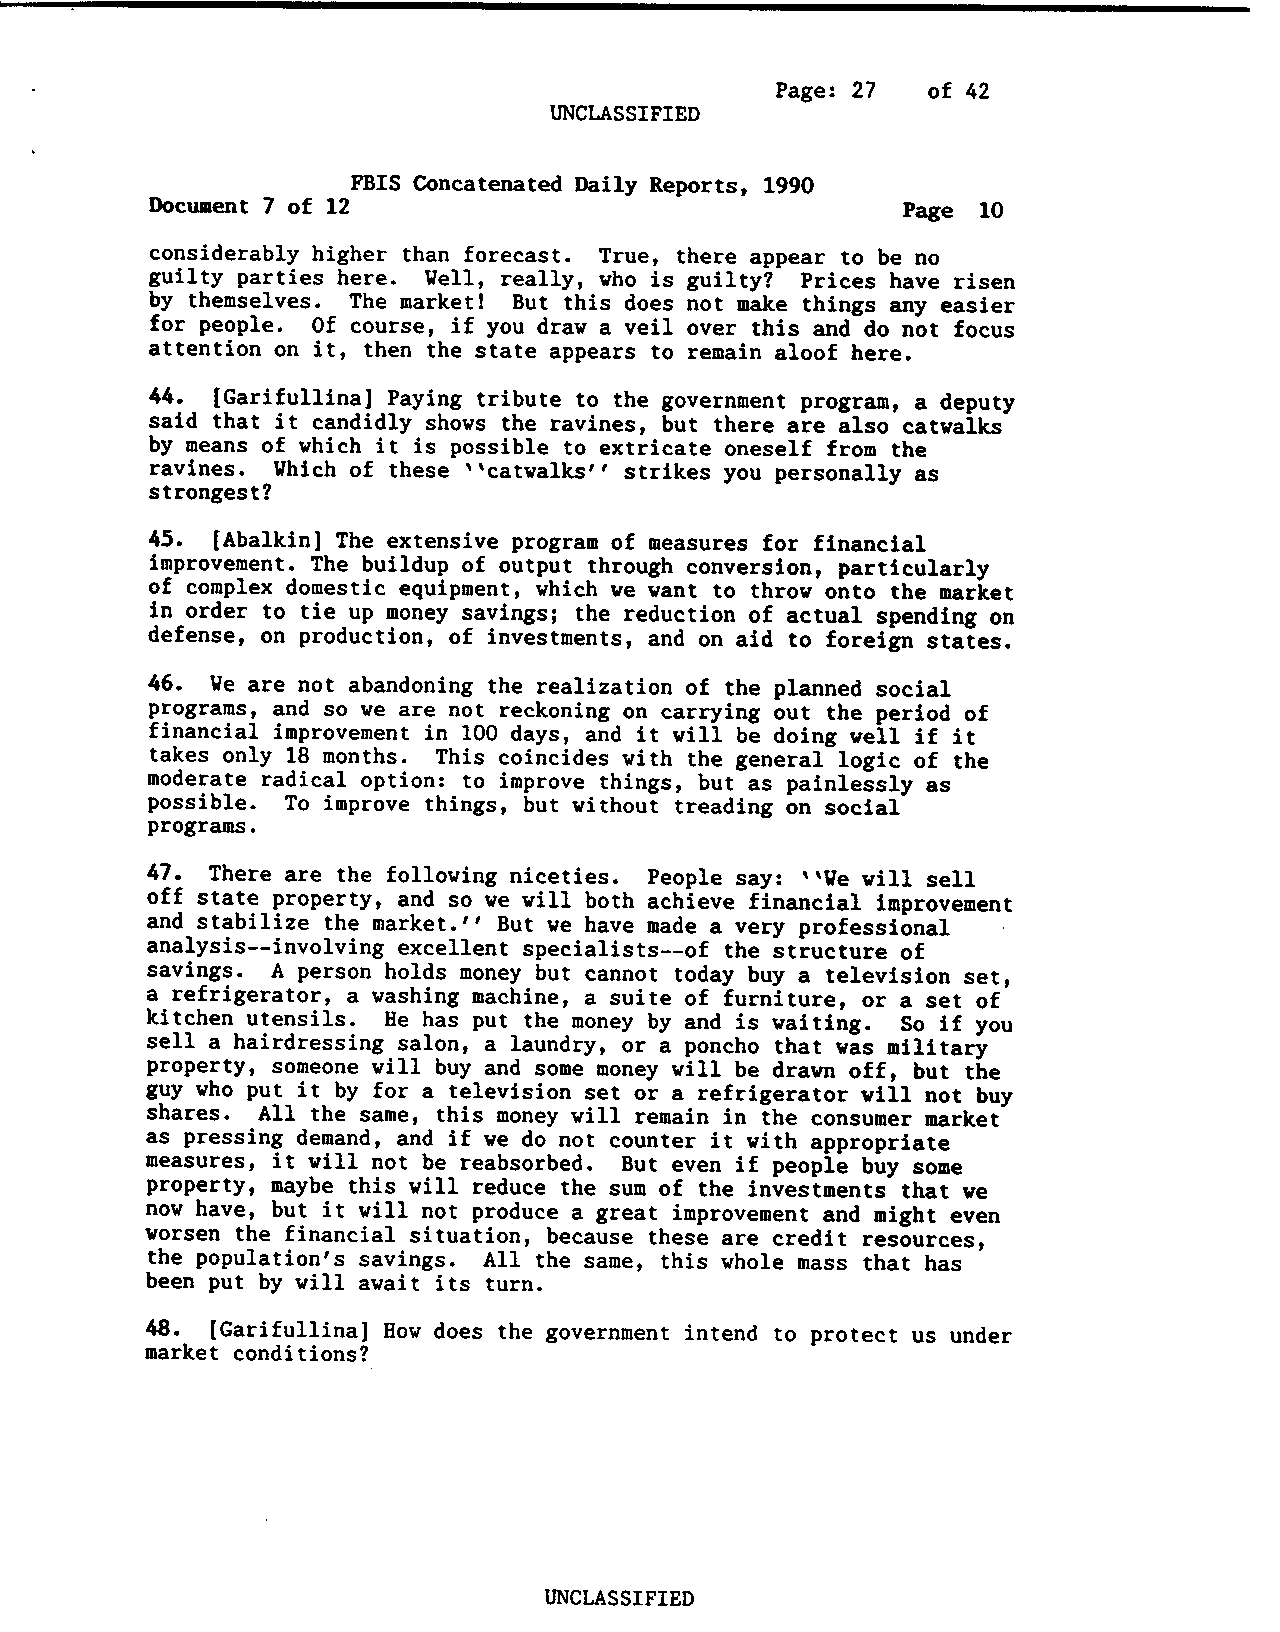 Page: 27 of 42
UNCLASSIFIED
FBIS Concatenated Daily Reports, 1990
Document 7 of 12 Page 10
considerably higher than forecast. True, there appear to be no
guilty parties here. Well, really, who is guilty? Prices have risen
by themselves. The market! But this does not make things any easier
for people. Of course, if you draw a veil over this and do not focus
attention on it, then the state appears to remain aloof here.
44. [Garifullina] Paying tribute to the government program, a deputy
said that it candidly shows the ravines, but there are also catwalks
by means of which it is possible to extricate oneself from the
ravines. Which of these ‵‵catwalks'' strikes you personally as
strongest?
45. [Abalkin] The extensive program of measures for financial
improvement. The buildup of output through conversion, particularly
of complex domestic equipment, which we want to throw onto the market
in order to tie up money savings; the reduction of actual spending on
defense, on production, of investments, and on aid to foreign states.
46. We are not abandoning the realization of the planned social
programs, and so we are not reckoning on carrying out the period of
financial improvement in 100 days, and it will be doing well if it
takes only 18 months. This coincides with the general logic of the
moderate radical option: to improve things, but as painlessly as
possible. To improve things, but without treading on social
programs.
47. There are the following niceties. People say: ‵‵We will sell
off state property, and so we will both achieve financial improvement
and stabilize the market.'' But we have made a very professional
analysis--involving excellent specialists--of the structure of
savings. A person holds money but cannot today buy a television set,
a refrigerator, a washing machine, a suite of furniture, or a set of
kitchen utensils. He has put the money by and is waiting. So if you
sell a hairdressing salon, a laundry, or a poncho that was military
property, someone will buy and some money will be drawn off, but the
guy who put it by for a television set or a refrigerator will not buy
shares. All the same, this money will remain in the consumer market
as pressing demand, and if we do not counter it with appropriate
measures, it will not be reabsorbed. But even if people buy some
property, maybe this will reduce the sum of the investments that we
now have, but it will not produce a great improvement and might even
worsen the financial situation, because these are credit resources,
the population's savings. All the same, this whole mass that has
been put by will await its turn.
48. [Garifullina] How does the government intend to protect us under
market conditions?
UNCLASSIFIED